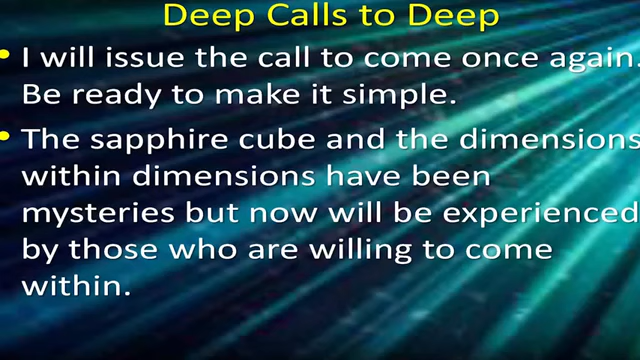 Deep Calls to Deep
• I will issue the call to come once again.
Be ready to make it simple.
• The sapphire cube and the dimensions
within dimensions have been
mysteries but now will be experienced
by those who are willing to come
within.